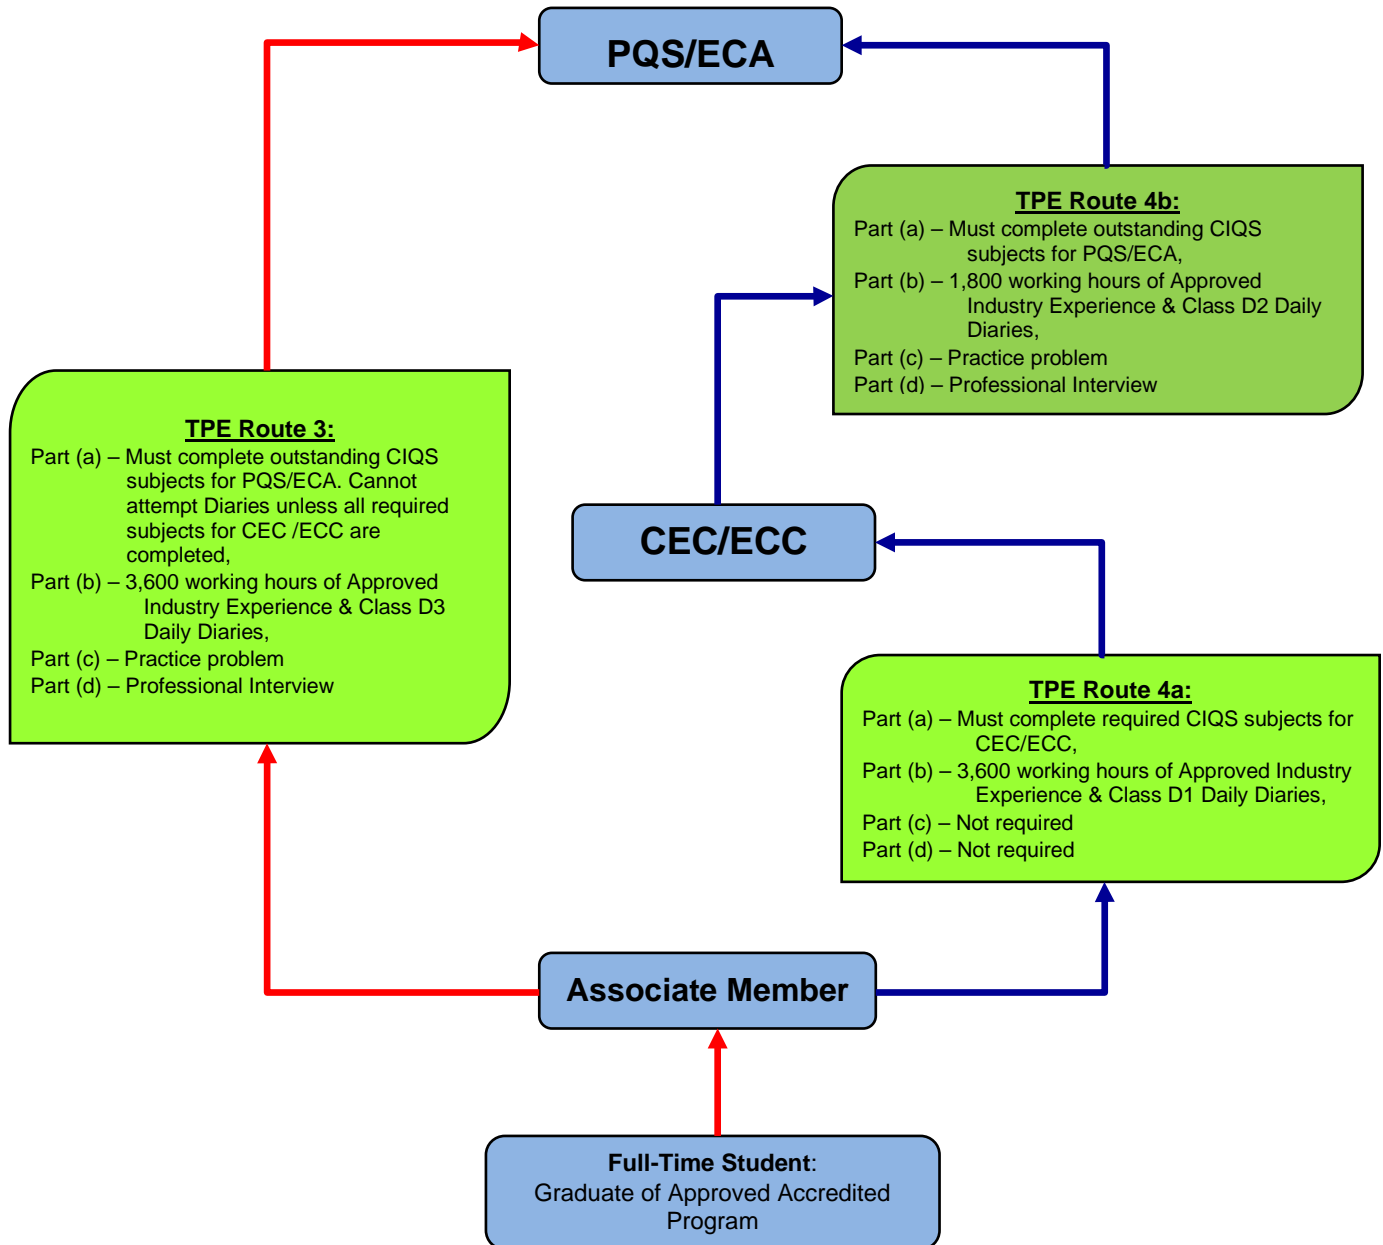 PQS/ECA
TPE Route 4b:
Part (a) – Must complete outstanding CIQS
subjects for PQS/ECA,
Part (b) – 1,800 working hours of Approved
Industry Experience & Class D2 Daily
Diaries,
Part (c) – Practice problem
Part (d) – Professional Interview
TPE Route 3:
Part (a) – Must complete outstanding CIQS
subjects for PQS/ECA. Cannot
attempt Diaries unless all required
subjects for CEC /ECC are
completed,
Part (b) – 3,600 working hours of Approved
Industry Experience & Class D3
Daily Diaries,
Part (c) – Practice problem
Part (d) – Professional Interview
CEC/ECC
TPE Route 4a:
Part (a) – Must complete required CIQS subjects for
CEC/ECC,
Part (b) – 3,600 working hours of Approved Industry
Experience & Class D1 Daily Diaries,
Part (c) – Not required
Part (d) – Not required
Associate Member
Full-Time Student:
Graduate of Approved Accredited
Program